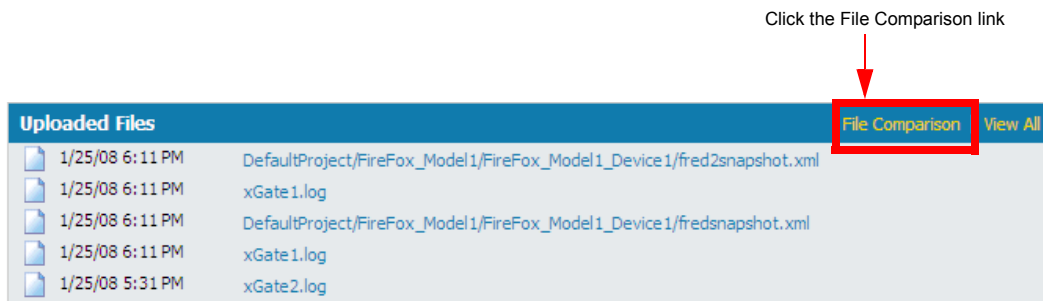 Click the File Comparison link
Uploaded Files File Comparison View All
1/25/08 6:11 PM DefaultProject/FireFox_Model1/FireFox_Model1_Device1/fred2snapshot.xml
1/25/08 6:11 PM xGate1.log
1/25/08 6:11 PM DefaultProject/FireFox_Model1/FireFox_Model1_Device1/fredsnapshot.xml
1/25/08 6:11 PM xGate1.log
1/25/08 5:31 PM xGate2.log